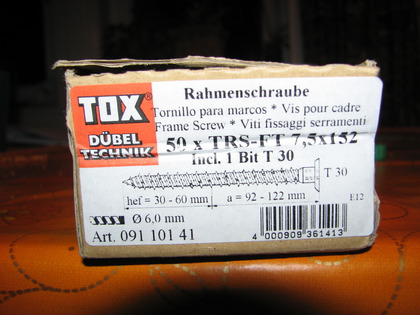 TOX
DÜBEL
TECHNIK
Rahmenschraube
Tornillo para marcos * Vis pour cadre
Frame Screw * Viti fissaggi serramenti
50 x TRS-FT 7,5x152
Incl. 1 Bit T 30
T 30
hef = 30 - 60 mm
a = 92 - 122 mm
E12
Ø 6,0 mm
Art. 091 101 41
4 000909 361413